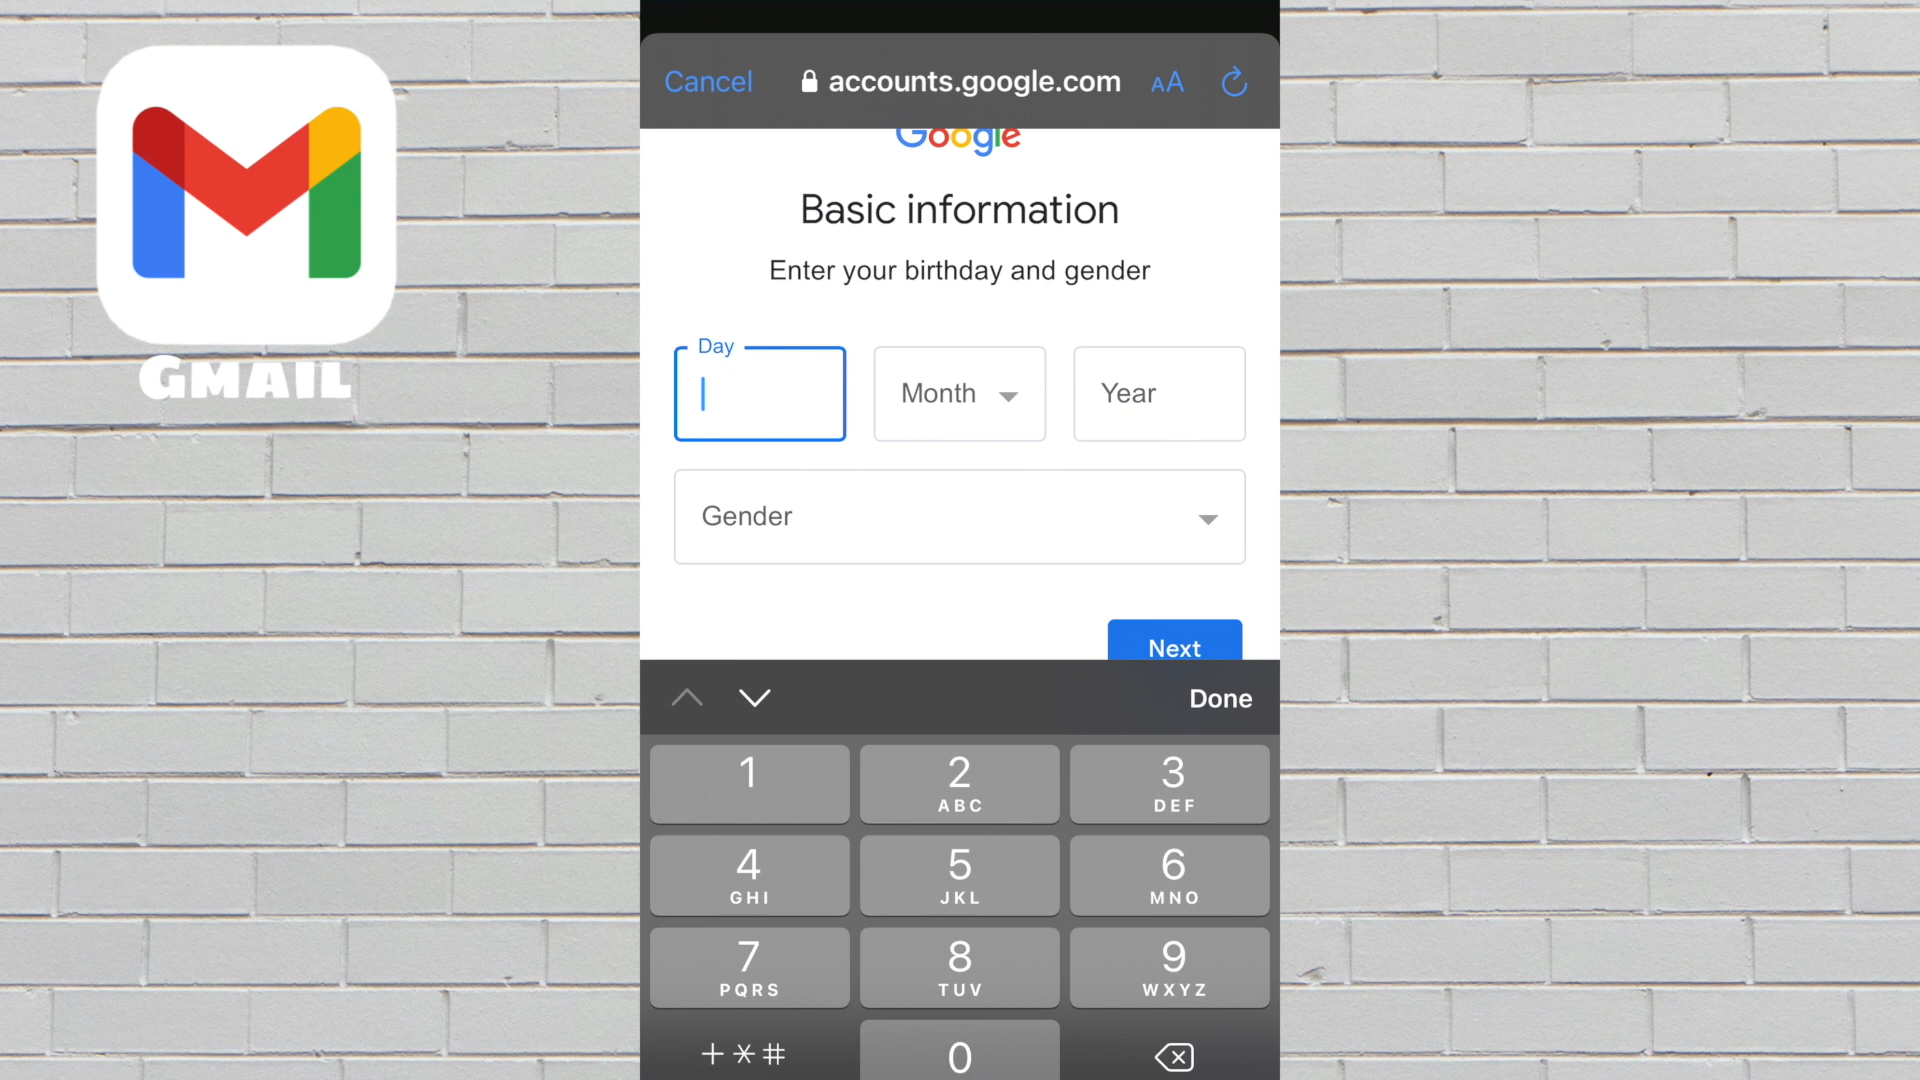 Cancel accounts.google.com AA
Google
Basic information
Enter your birthday and gender
Day
Month Year
Gender
Next
Done
1 2 3
ABC DEF
4 5 6
GHI JKL MNO
7 8 9
PQRS TUV WXYZ
+*# 0
GMAIL